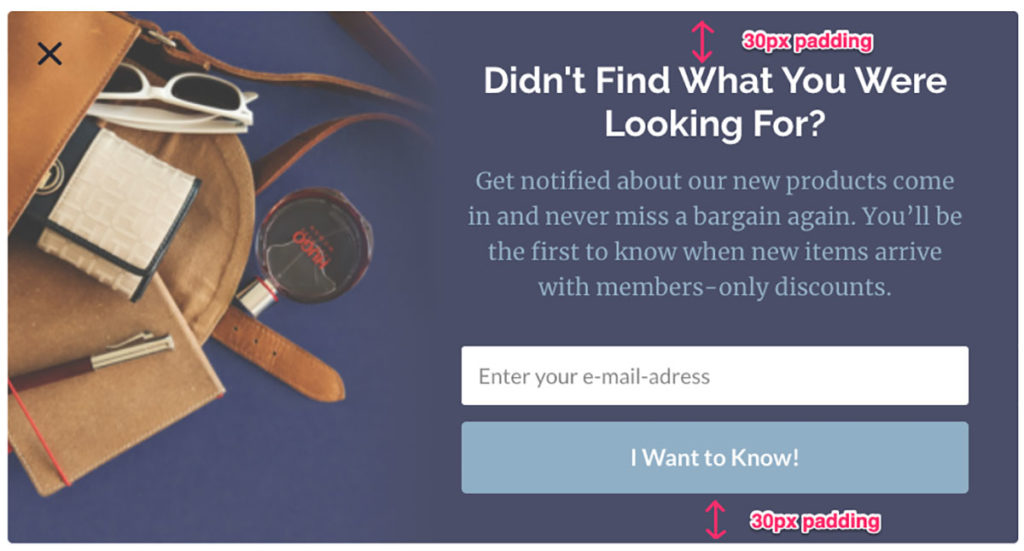 30px padding
Didn't Find What You Were
Looking For?
Get notified about our new products come
in and never miss a bargain again. You’ll be
the first to know when new items arrive
with members-only discounts.
Enter your e-mail-adress
I Want to Know!
30px padding
HUGO